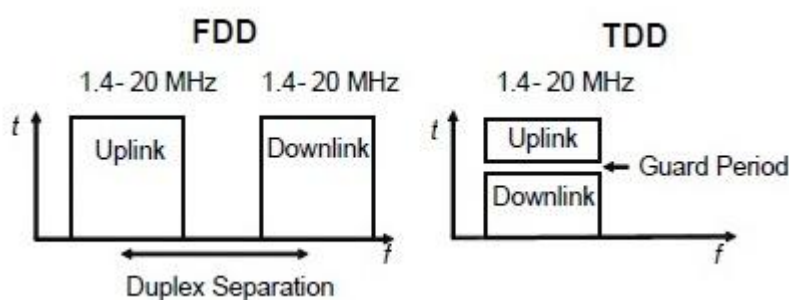 FDD
1.4- 20 MHz
1.4- 20 MHz
t
Uplink
Downlink
f
Duplex Separation
TDD
1.4- 20 MHz
t
Uplink
Guard Period
Downlink
f